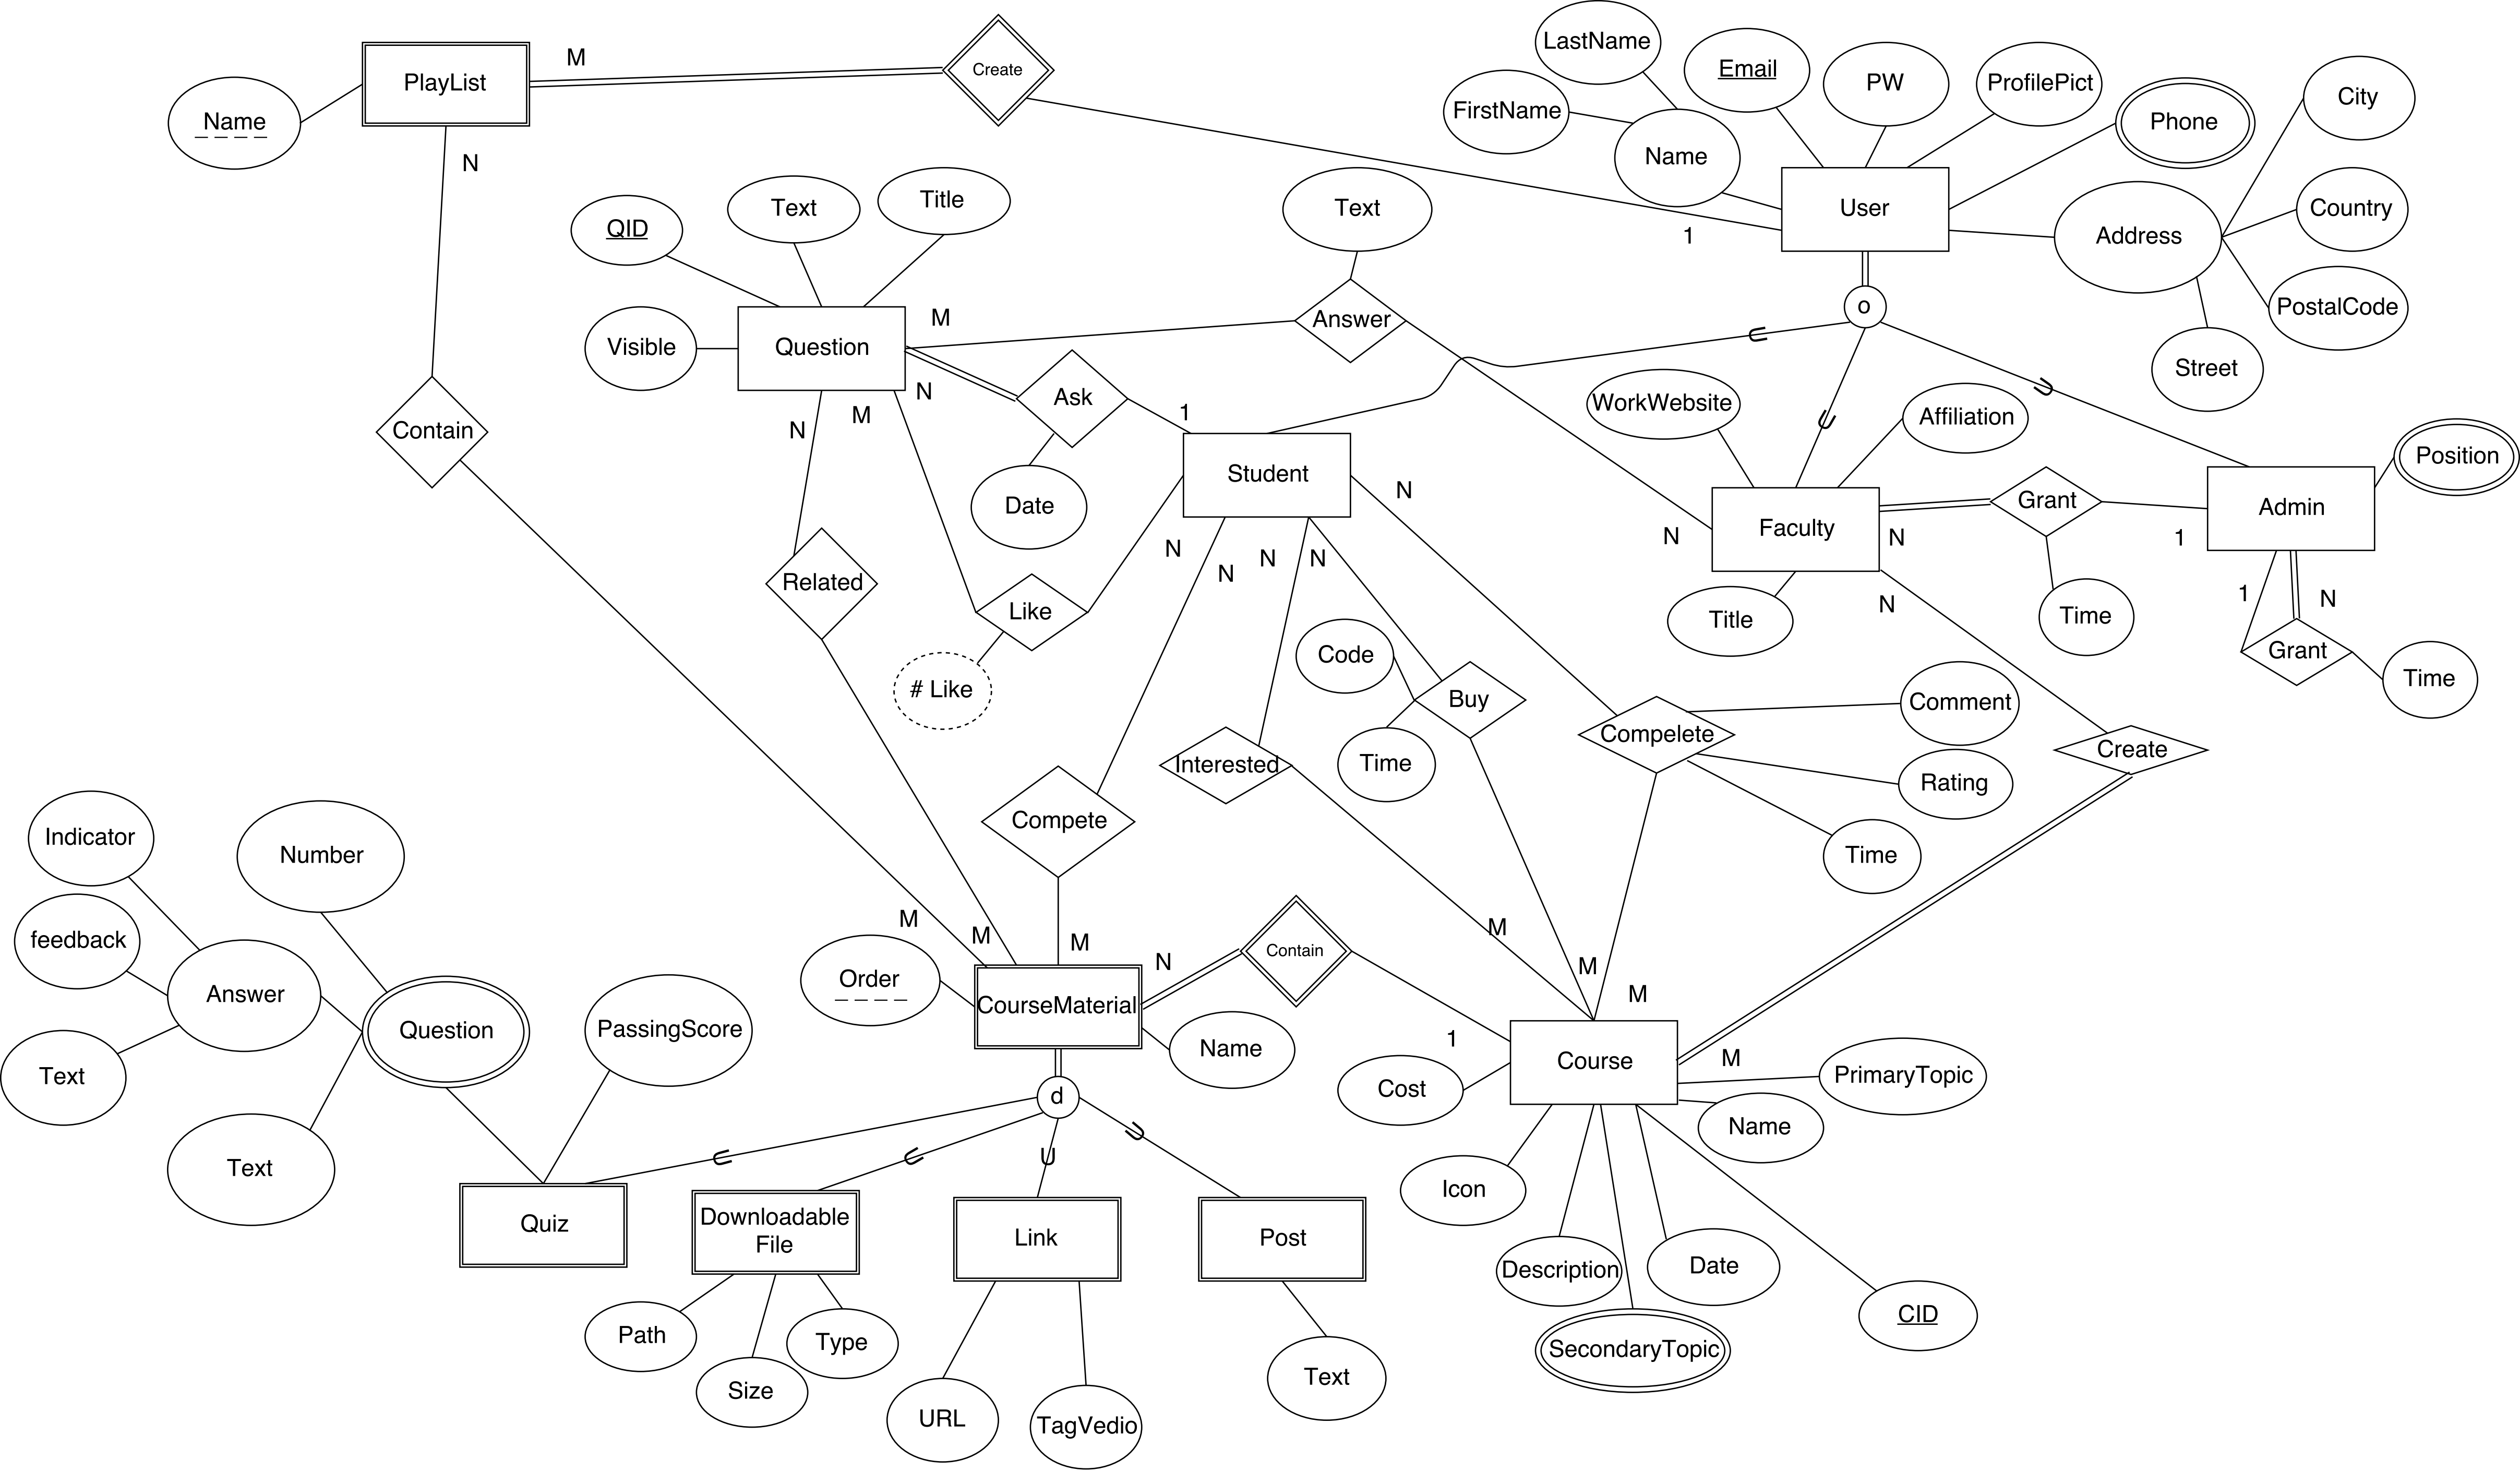 LastName
Email
PW
ProfilePict
City
M
Create
PlayList
FirstName
Phone
Name
Name
User
Country
Address
N
QID
Text
Title
Text
1
PostalCode
o
M
Answer
Visible
Question
U
Street
N
Ask
1
WorkWebsite
Affiliation
U
U
Contain
N
M
Student
Position
Date
N
Faculty
Grant
Admin
N
N
N
N
N
N
1
Related
Like
N
Title
Time
1
N
# Like
Code
Buy
Grant
Time
Interested
Time
Compelete
Comment
Create
Rating
Compete
Time
Indicator
Number
feedback
Answer
M
M
M
N
Contain
M
M
M
Order
Question
PassingScore
CourseMaterial
Name
1
Course
M
Text
Cost
PrimaryTopic
d
Name
Text
U
U
U
U
Icon
Quiz
Downloadable
File
Link
Post
Description
Date
CID
Path
Size
Type
URL
TagVedio
Text
SecondaryTopic